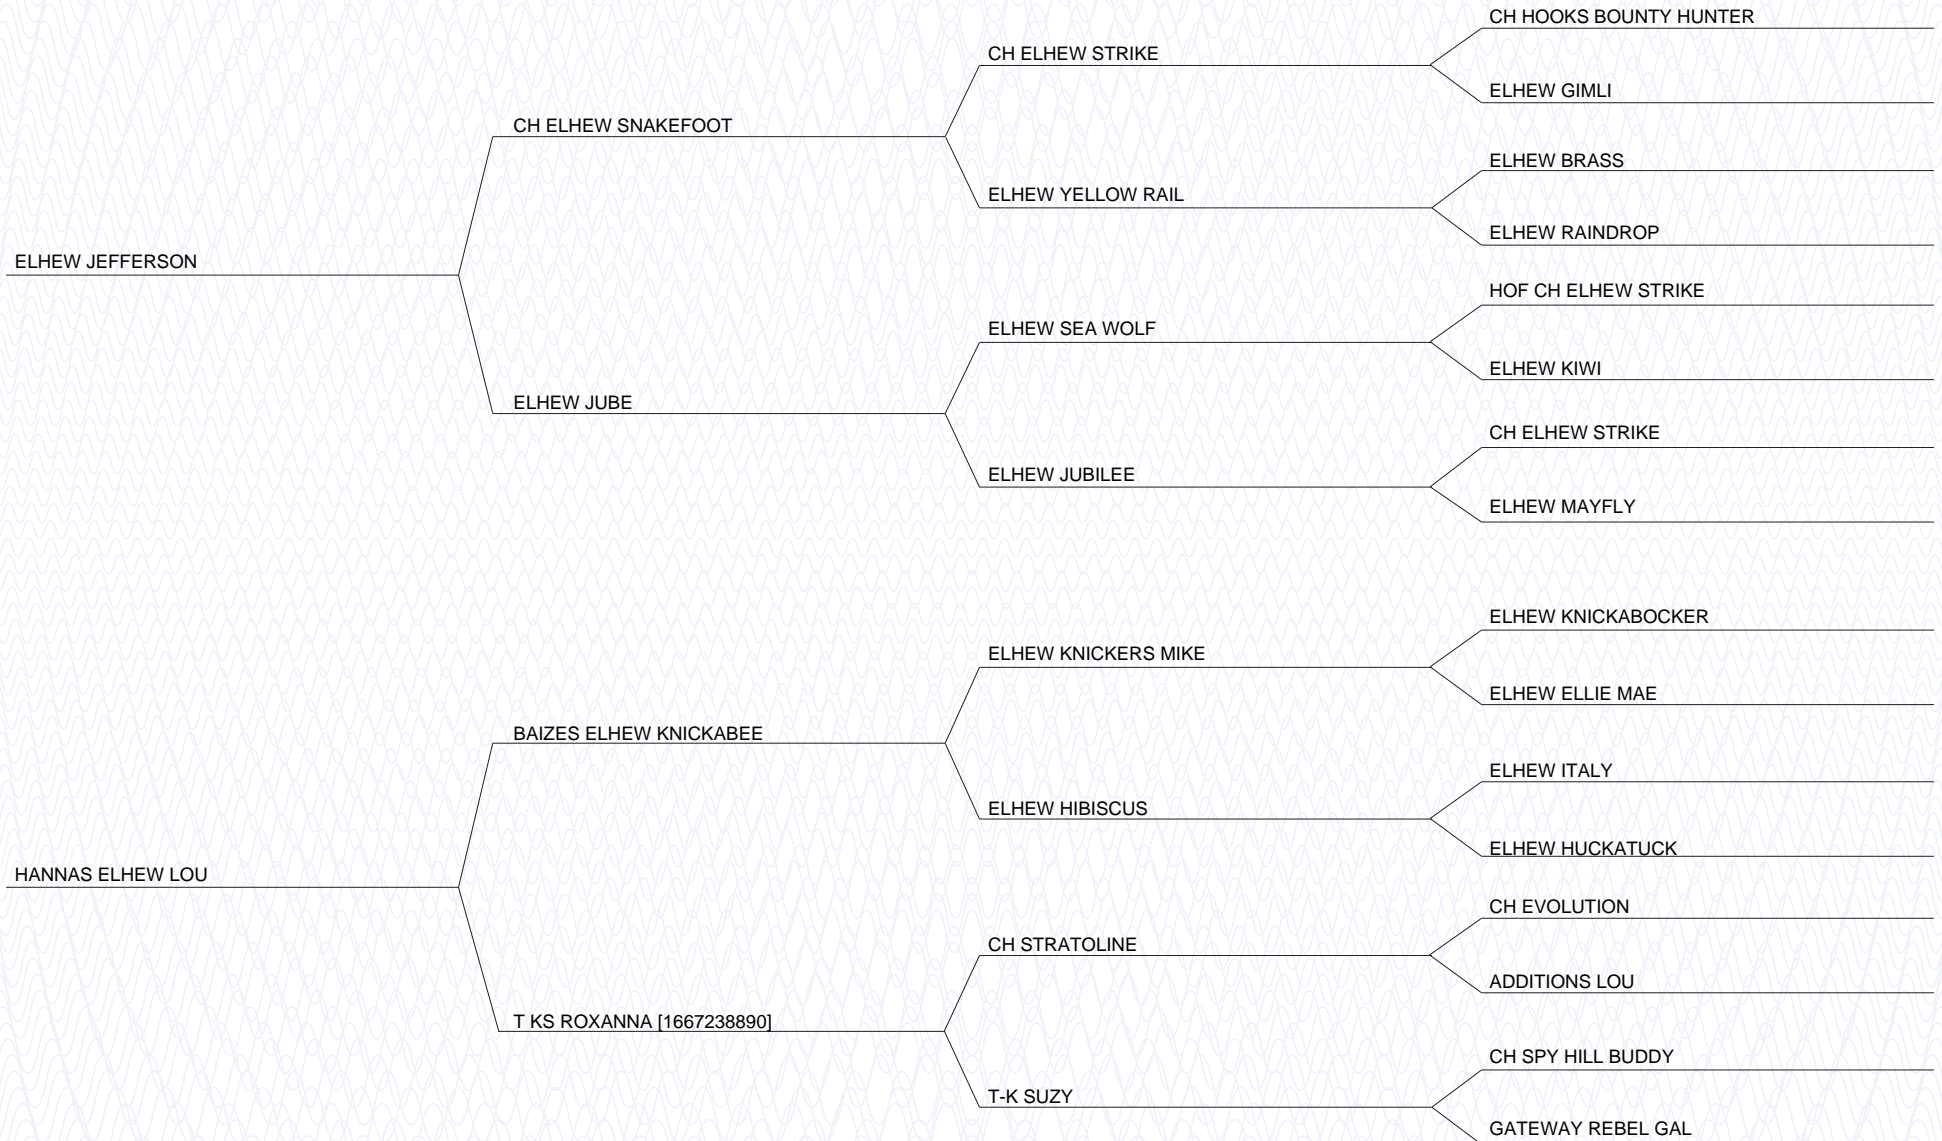 CH HOOKS BOUNTY HUNTER
CH ELHEW STRIKE
ELHEW GIMLI
CH ELHEW SNAKEFOOT
ELHEW BRASS
ELHEW YELLOW RAIL
ELHEW RAINDROP
ELHEW JEFFERSON
HOF CH ELHEW STRIKE
ELHEW SEA WOLF
ELHEW KIWI
ELHEW JUBE
CH ELHEW STRIKE
ELHEW JUBILEE
ELHEW MAYFLY
ELHEW KNICKABOCKER
ELHEW KNICKERS MIKE
ELHEW ELLIE MAE
BAIZES ELHEW KNICKABEE
ELHEW ITALY
ELHEW HIBISCUS
ELHEW HUCKATUCK
HANNAS ELHEW LOU
CH EVOLUTION
CH STRATOLINE
ADDITIONS LOU
T KS ROXANNA [1667238890]
CH SPY HILL BUDDY
T-K SUZY
GATEWAY REBEL GAL